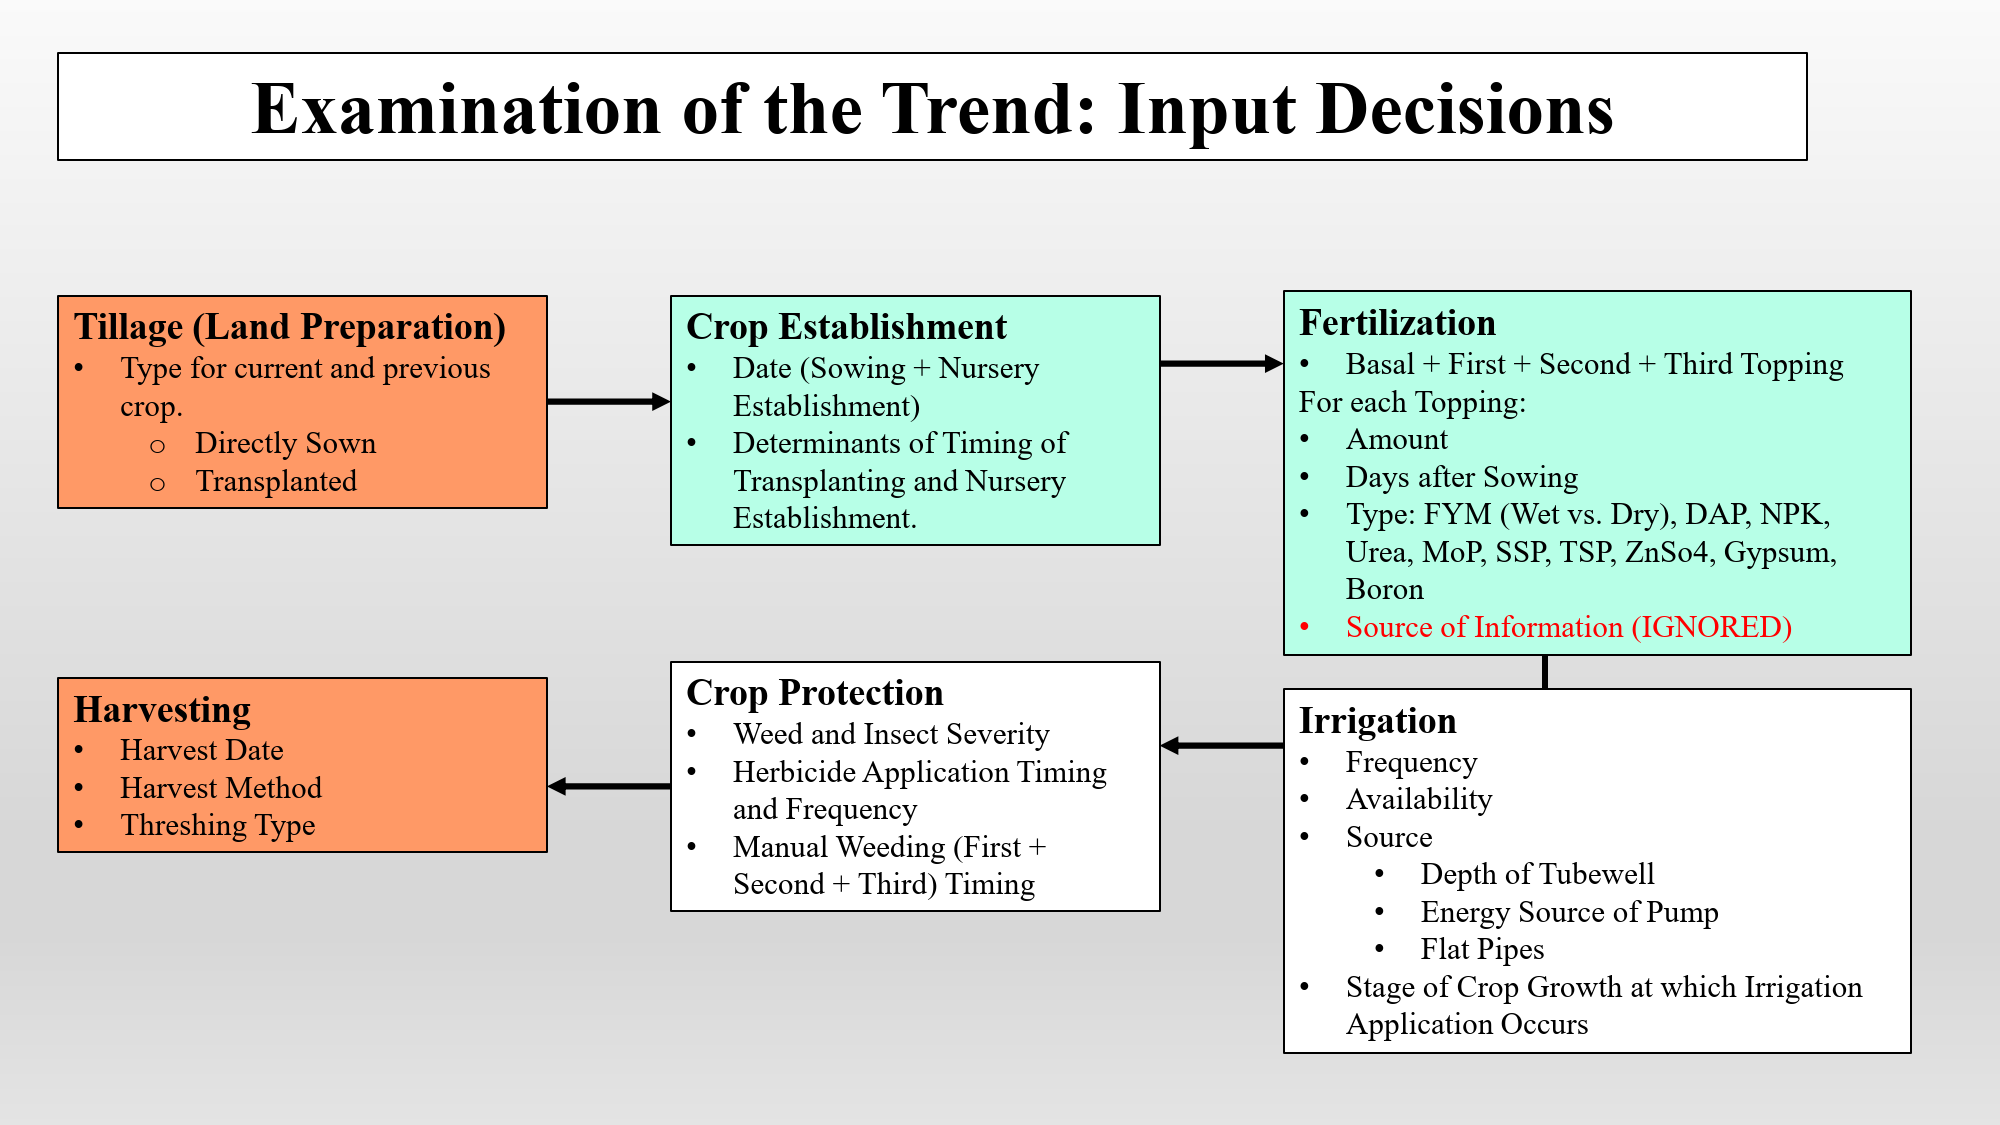 Examination of the Trend: Input Decisions
Tillage (Land Preparation)
• Type for current and previous
crop.
o Directly Sown
o Transplanted
Crop Establishment
• Date (Sowing + Nursery
Establishment)
• Determinants of Timing of
Transplanting and Nursery
Establishment.
Fertilization
• Basal + First + Second + Third Topping
For each Topping:
• Amount
• Days after Sowing
• Type: FYM (Wet vs. Dry), DAP, NPK,
Urea, MoP, SSP, TSP, ZnSo4, Gypsum,
Boron
• Source of Information (IGNORED)
Irrigation
• Frequency
• Availability
• Source
• Depth of Tubewell
• Energy Source of Pump
• Flat Pipes
• Stage of Crop Growth at which Irrigation
Application Occurs
Crop Protection
• Weed and Insect Severity
• Herbicide Application Timing
and Frequency
• Manual Weeding (First +
Second + Third) Timing
Harvesting
• Harvest Date
• Harvest Method
• Threshing Type